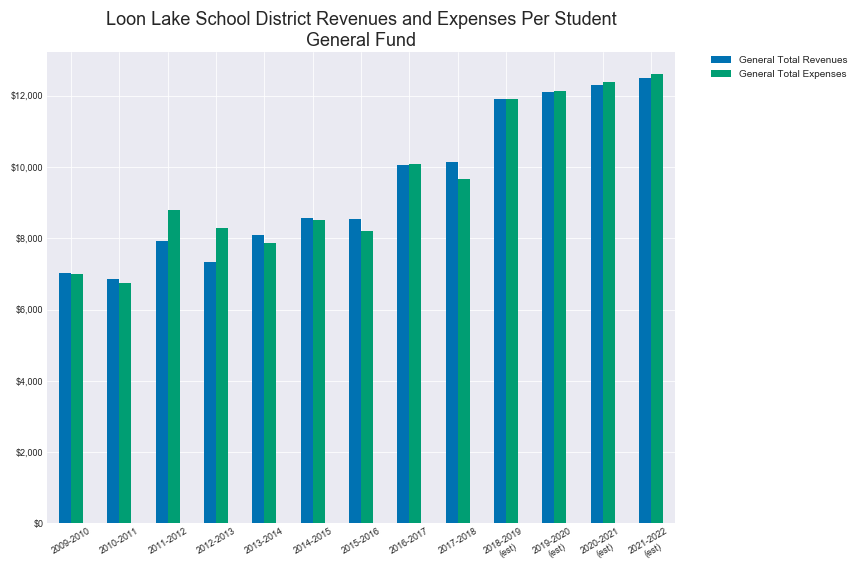 Loon Lake School District Revenues and Expenses Per Student
General Fund
General Total Revenues
General Total Expenses
$12,000
$10,000
$8,000
$6,000
$4,000
$2,000
$0
2009-2010
2010-2011
2011-2012
2012-2013
2013-2014
2014-2015
2015-2016
2016-2017
2017-2018
2018-2019
(est)
2019-2020
(est)
2020-2021
(est)
2021-2022
(est)